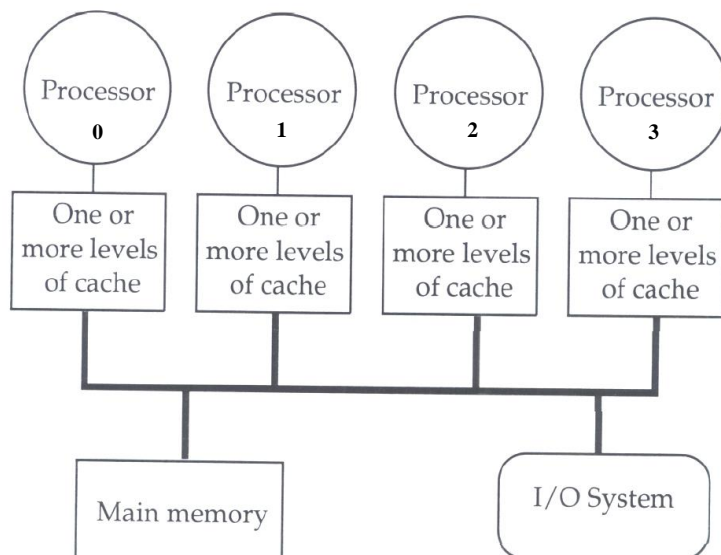 Processor
0
Processor
1
Processor
2
Processor
3
One or
more levels
of cache
One or
more levels
of cache
One or
more levels
of cache
One or
more levels
of cache
Main memory
I/O System